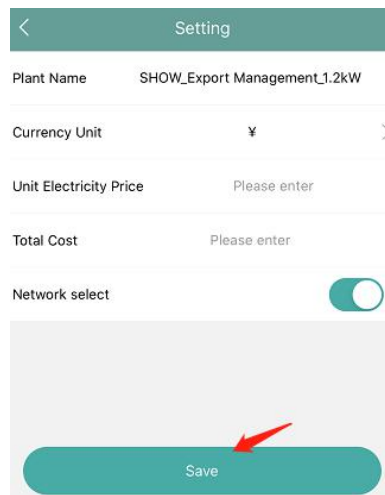 Setting
Plant Name SHOW_Export Management_1.2kW
Currency Unit ¥
Unit Electricity Price Please enter
Total Cost Please enter
Network select
Save